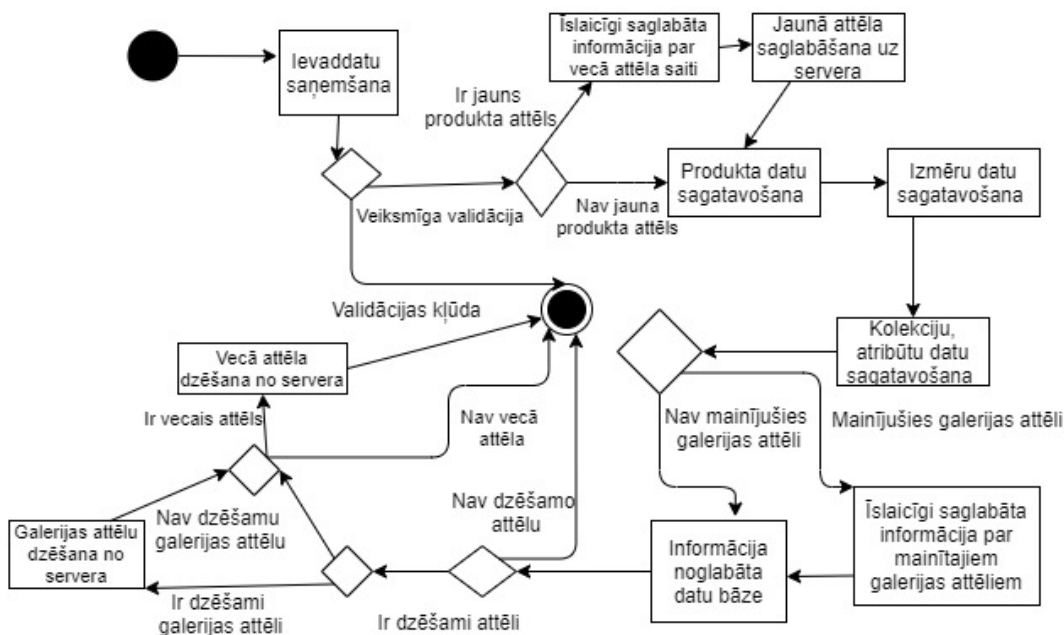 Ievaddatu
saņemšana
Īslaicīgi saglabāta
informācija par
vecā attēla saiti
Jaunā attēla
saglabāšana uz
servera
Ir jauns
produkta attēls
Produkta datu
sagatavošana
Izmēru datu
sagatavošana
Veiksmīga validācija
Nav jauna
produkta attēls
Validācijas kļūda
Kolekciju,
atribūtu datu
sagatavošana
Vecā attēla
dzēšana no servera
Ir vecais attēls
Nav vecā
attēla
Nav mainījušies
galerijas attēli
Mainījušies galerijas attēli
Nav dzēšamo
attēlu
Nav dzēšamu
galerijas attēlu
Galerijas attēlu
dzēšana no
servera
Informācija
noglabāta
datu bāze
Īslaicīgi saglabāta
informācija par
mainītajiem
galerijas attēliem
Ir dzēšami
galerijas attēli
Ir dzēšami attēli